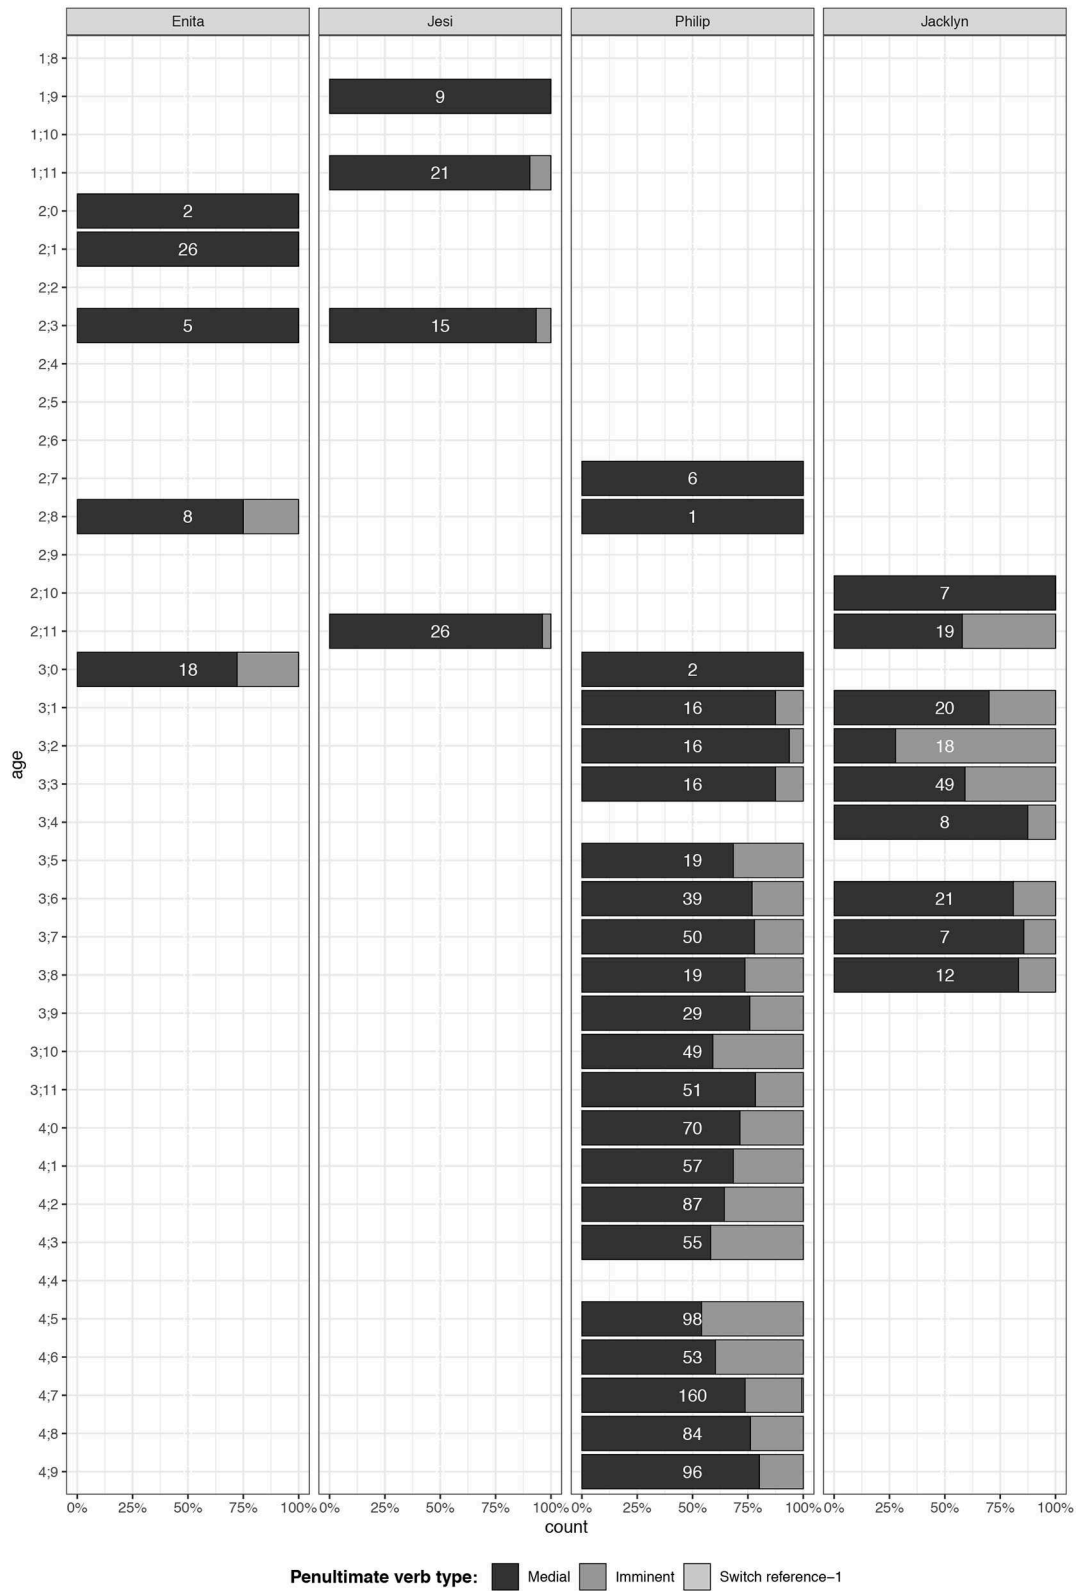 Enita Jesi Philip Jacklyn
1;8
1;9 9
1;10
1;11 21
2;0 2
2;1 26
2;2
2;3 5 15
2;4
2;5
2;6
2;7 6
2;8 8 1
2;9
2;10 7
2;11 26 19
3;0 18 2
3;1 16 20
3;2 16 18
3;3 16 49
3;4 8
3;5 19
3;6 39 21
3;7 50 7
3;8 19 12
3;9 29
3;10 49
3;11 51
4;0 70
4;1 57
4;2 87
4;3 55
4;4
4;5 98
4;6 53
4;7 160
4;8 84
4;9 96
age
0% 25% 50% 75% 100% 0% 25% 50% 75% 100% 0% 25% 50% 75% 100% 0% 25% 50% 75% 100%
count
Penultimate verb type: Medial Imminent Switch reference−1